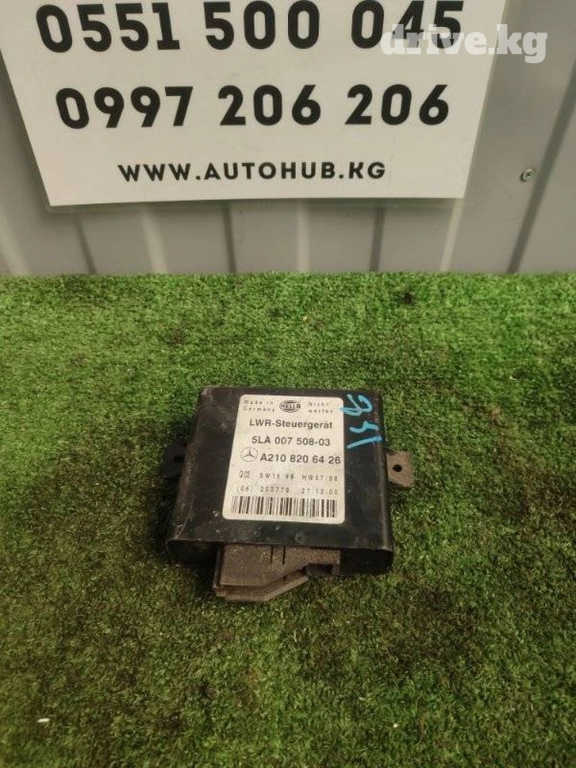 0551 500 045
drive.kg
0997 206 206
WWW.AUTOHUB.KG
Made in Germany
HELLA
Nicht werfen
LWR-Steuergerät
5LA 007 508-03
A210 820 64 26